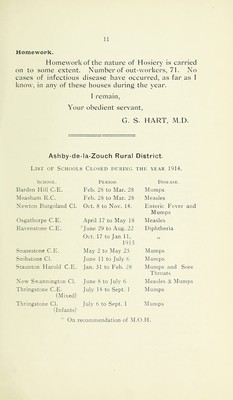 11
Homework.
Homework of the nature of Hosiery is carried
on to some extent. Number of out-workers, 71. No
cases of infectious disease have occurred, as far as I
know, in any of these houses during the year.
I remain,
Your obedient servant,
G. S. HART, M.D.
Ashby-de-la-Zouch Rural District.
LIST OF SCHOOLS CLOSED DURING THE YEAR 1914.
SCHOOL. PERIOD. DISEASE.
Bardon Hill C.E. Feb. 28 to Mar. 28 Mumps
Measham R.C. Feb. 28 to Mar. 28 Measles
Newton Burgoland Cl. Oct. 8 to Nov. 14. Enteric Fever and
Mumps
Osgathorpe C.E. April 17 to May 18 Measles
Ravenstone C.E. *June 29 to Aug. 22 Diphtheria
Oct. 17 to Jan 11, „
1915
Swannstone C.E. May 2 to May 25 Mumps
Snibstone Cl. June 11 to July 6 Mumps
Staunton Harold C.E. Jan. 31 to Feb. 28 Mumps and Sore
Throats
New Swannington Cl. June 8 to July 6 Measles & Mumps
Thringstone C.E. July 14 to Sept. 1 Mumps
(Mixed)
Thringstone Cl. July 6 to Sept. 1 Mumps
(Infants)
* On recommendation of M.O.H.